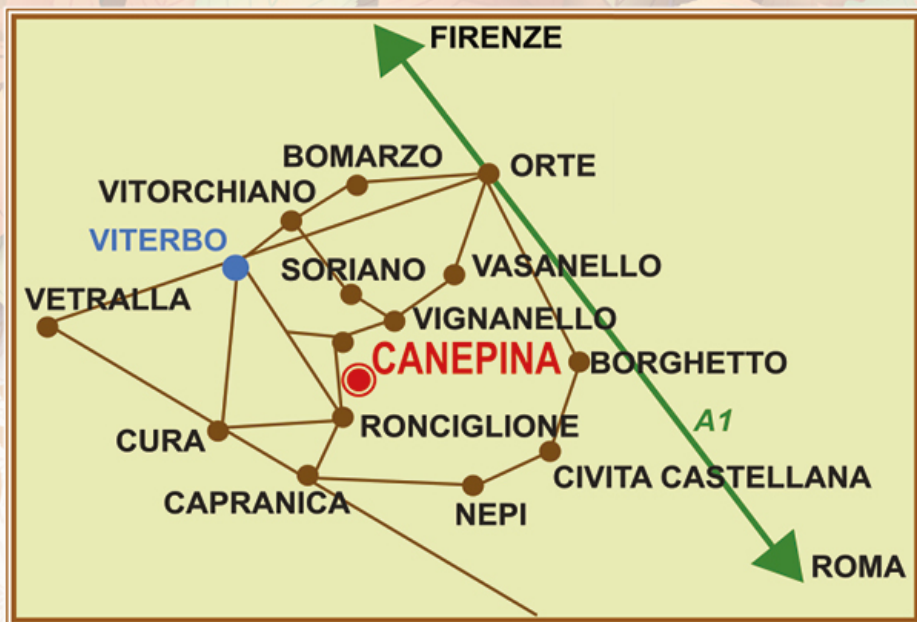 FIRENZE
BOMARZO
ORTE
VITORCHIANO
VITERBO
SORIANO
VASANELLO
VETRALLA
VIGNANELLO
CANEPINA
BORGHETTO
A1
RONCIGLIONE
CURA
CIVITA CASTELLANA
CAPRANICA
NEPI
ROMA